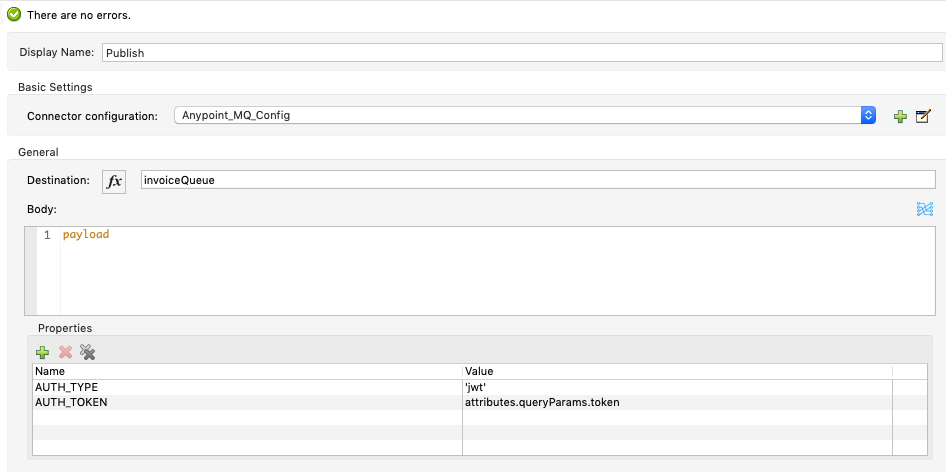 There are no errors.
Display Name: Publish
Basic Settings
Connector configuration: Anypoint_MQ_Config
General
Destination: fx invoiceQueue
Body:
1 payload
Properties
Name Value
AUTH_TYPE 'jwt'
AUTH_TOKEN attributes.queryParams.token